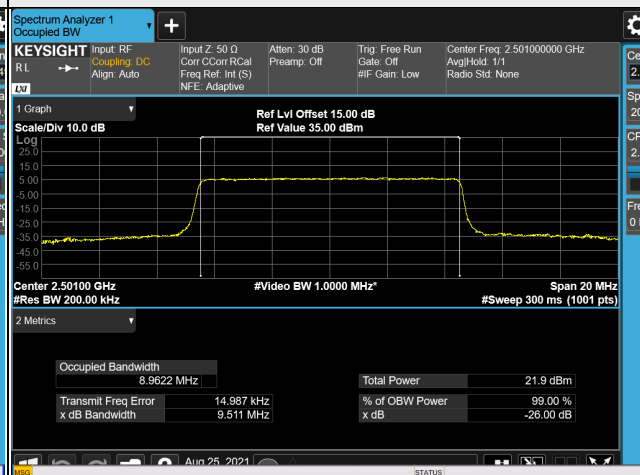 Spectrum Analyzer 1
Occupied BW
KEYSIGHT Input: RF Input Z: 50 Ω Atten: 30 dB Trig: Free Run Center Freq: 2.501000000 GHz
R L Coupling: DC Corr CCorr RCal Preamp: Off Gate: Off Avg|Hold: 1/1
Align: Auto Freq Ref: Int (S) #IF Gain: Low Radio Std: None
LXI NFE: Adaptive
1 Graph
Ref Lvl Offset 15.00 dB
Scale/Div 10.0 dB Ref Value 35.00 dBm
Log
25.0
15.0
5.00
-5.00
-15.0
-25.0
-35.0
-45.0
-55.0
Center 2.50100 GHz #Video BW 1.0000 MHz* Span 20 MHz
#Res BW 200.00 kHz #Sweep 300 ms (1001 pts)
2 Metrics
Occupied Bandwidth
8.9622 MHz
Total Power 21.9 dBm
Transmit Freq Error 14.987 kHz % of OBW Power 99.00 %
x dB Bandwidth 9.511 MHz x dB -26.00 dB
Aug 25, 2021
MSG STATUS